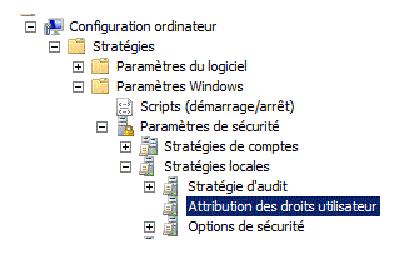 Configuration ordinateur
Stratégies
Paramètres du logiciel
Paramètres Windows
Scripts (démarrage/arrêt)
Paramètres de sécurité
Stratégies de comptes
Stratégies locales
Stratégie d'audit
Attribution des droits utilisateur
Options de sécurité